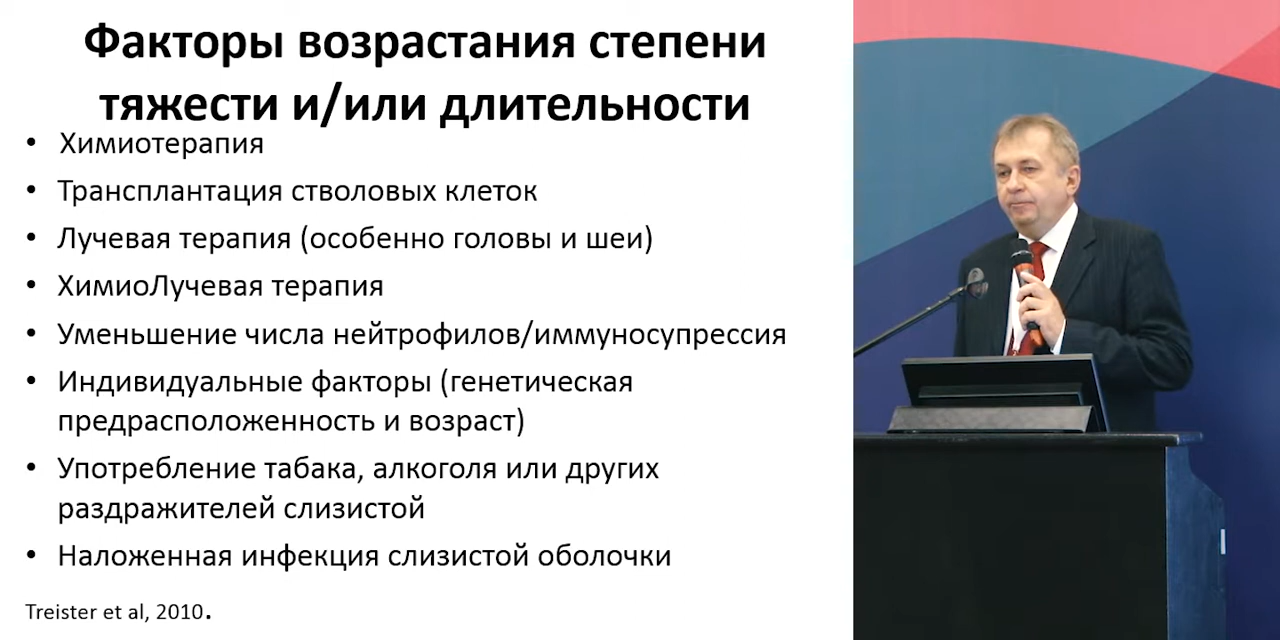 Факторы возрастания степени
тяжести и/или длительности
• Химиотерапия
• Трансплантация стволовых клеток
• Лучевая терапия (особенно головы и шеи)
• ХимиоЛучевая терапия
• Уменьшение числа нейтрофилов/иммуносупрессия
• Индивидуальные факторы (генетическая
предрасположенность и возраст)
• Употребление табака, алкоголя или других
раздражителей слизистой
• Наложенная инфекция слизистой оболочки
Treister et al, 2010.